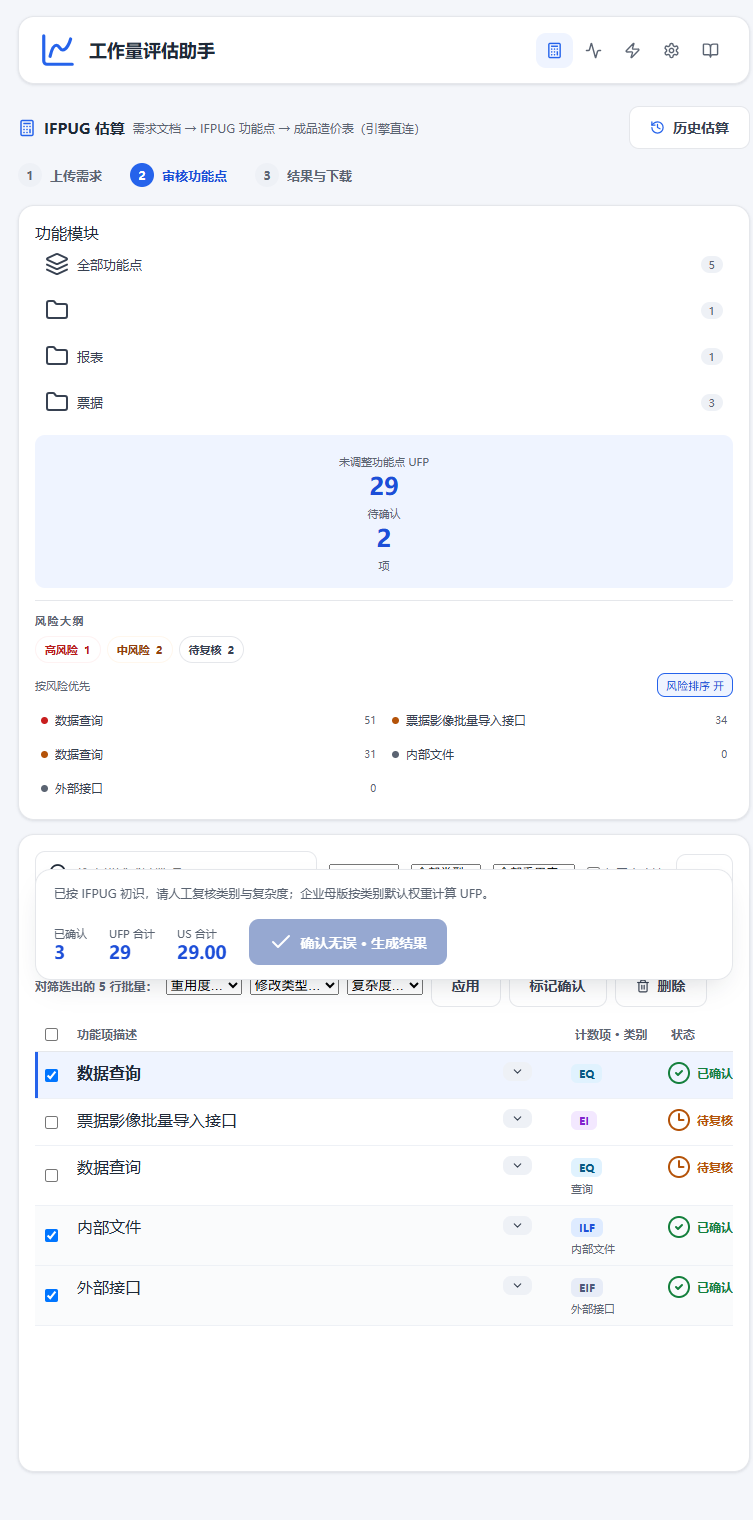 工作量评估助手
IFPUG 估算 需求文档 → IFPUG 功能点 → 成品造价表（引擎直连）
历史估算
1 上传需求 2 审核功能点 3 结果与下载
功能模块
全部功能点 5
1
报表 1
票据 3
未调整功能点 UFP
29
待确认
2
项
风险大纲
高风险 1 中风险 2 待复核 2
按风险优先 风险排序 开
数据查询 51 票据影像批量导入接口 34
数据查询 31 内部文件 0
外部接口 0
已按 IFPUG 初识，请人工复核类别与复杂度；企业母版按类别默认权重计算 UFP。
已确认 UFP 合计 US 合计
3 29 29.00 确认无误 • 生成结果
对筛选出的 5 行批量： 重用度... 修改类型... 复杂度... 应用 标记确认 删除
功能项描述 计数项 • 类别 状态
数据查询 EQ 已确认
票据影像批量导入接口 EI 待复核
数据查询 EQ 待复核
查询
内部文件 ILF 已确认
内部文件
外部接口 EIF 已确认
外部接口